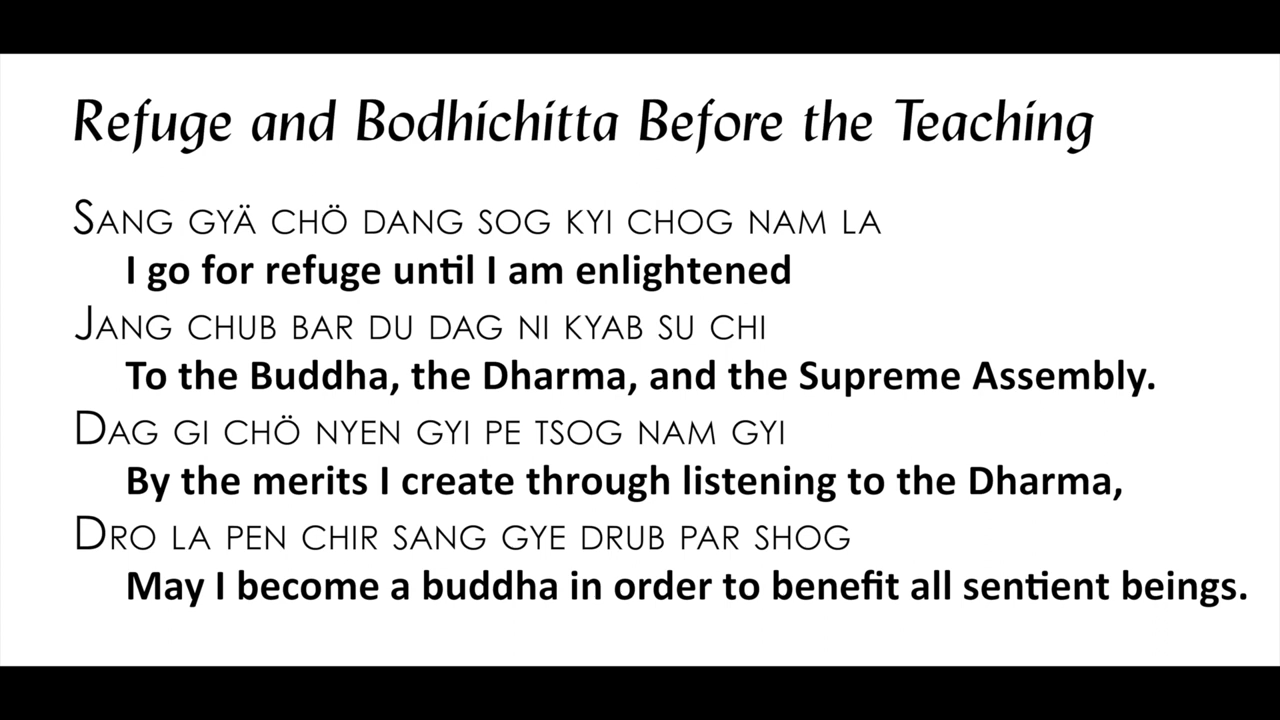 Refuge and Bodhichitta Before the Teaching
SANG GYÄ CHÖ DANG SOG KYI CHOG NAM LA
I go for refuge until I am enlightened
JANG CHUB BAR DU DAG NI KYAB SU CHI
To the Buddha, the Dharma, and the Supreme Assembly.
DAG GI CHÖ NYEN GYI PE TSOG NAM GYI
By the merits I create through listening to the Dharma,
DRO LA PEN CHIR SANG GYE DRUB PAR SHOG
May I become a buddha in order to benefit all sentient beings.